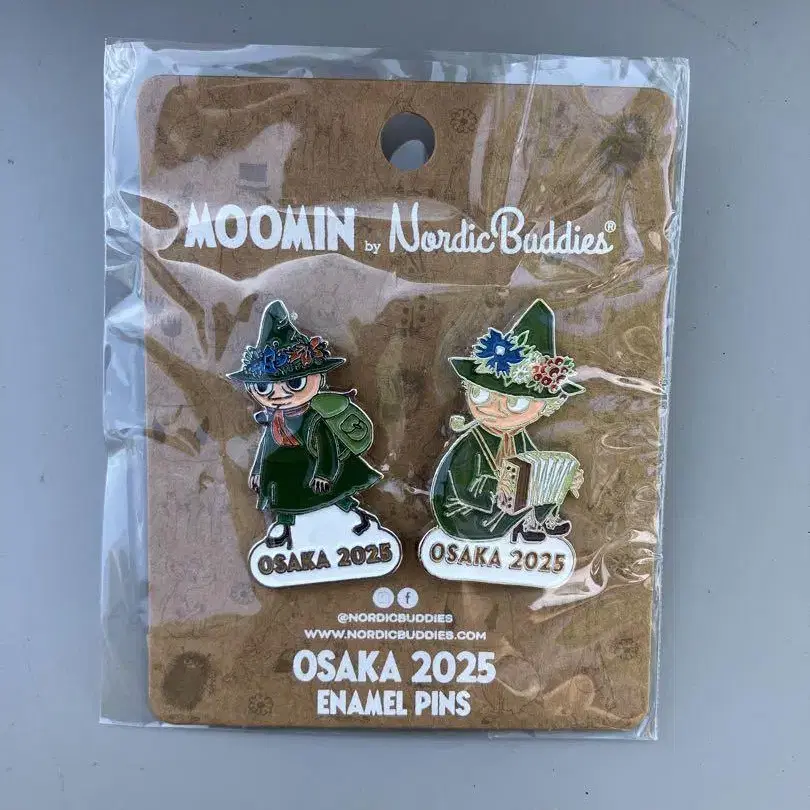 MOOMIN by NordicBuddies®
OSAKA 2025
OSAKA 2025
@NORDICBUDDIES
WWW.NORDICBUDDIES.COM
OSAKA 2025
ENAMEL PINS